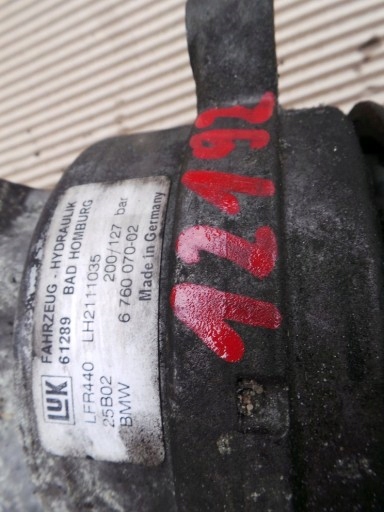 LUK
FAHRZEUG - HYDRAULIK
61289 BAD HOMBURG
LFR440 LH2111035
25B02 200/127 bar
BMW 6 760 070-02
Made in Germany
12192